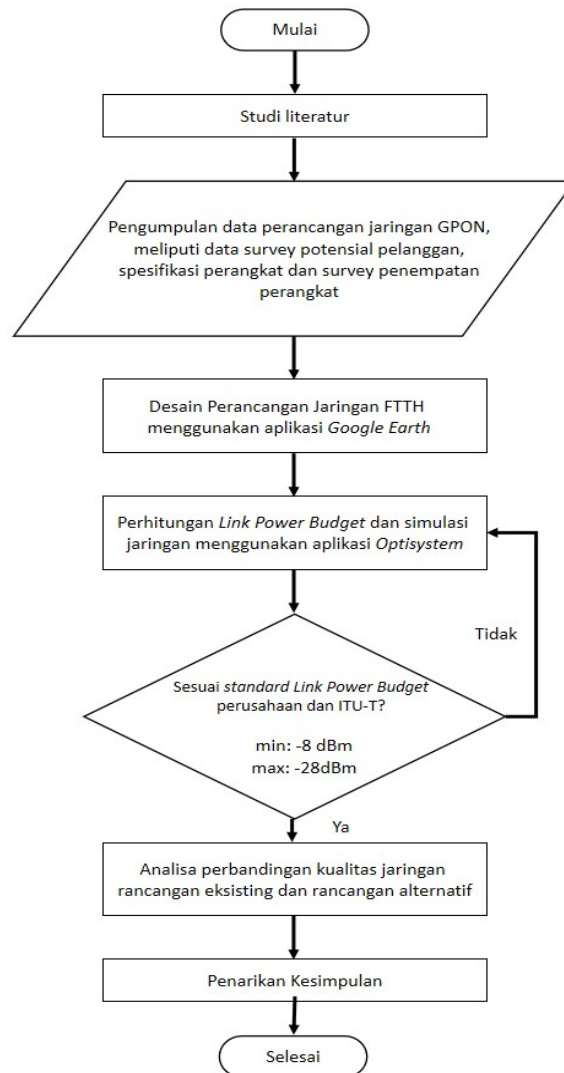 Mulai
Studi literatur
Pengumpulan data perancangan jaringan GPON,
meliputi data survey potensial pelanggan,
spesifikasi perangkat dan survey penempatan
perangkat
Desain Perancangan Jaringan FTTH
menggunakan aplikasi Google Earth
Perhitungan Link Power Budget dan simulasi
jaringan menggunakan aplikasi Optisystem
Tidak
Sesuai standard Link Power Budget
perusahaan dan ITU-T?
min: -8 dBm
max: -28dBm
Ya
Analisa perbandingan kualitas jaringan
rancangan eksisting dan rancangan alternatif
Penarikan Kesimpulan
Selesai